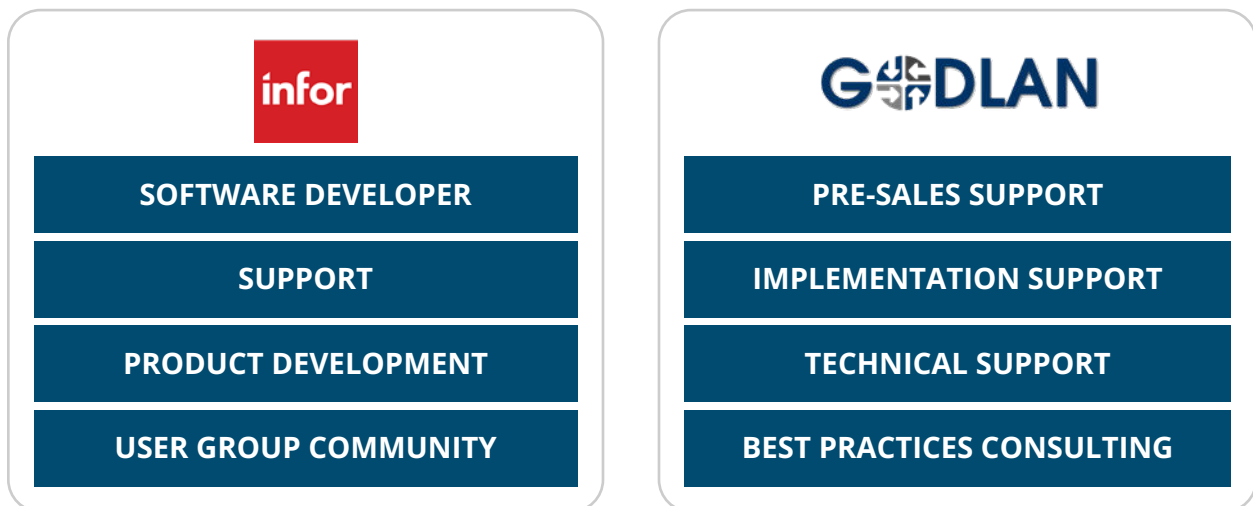 infor
SOFTWARE DEVELOPER
SUPPORT
PRODUCT DEVELOPMENT
USER GROUP COMMUNITY
GODLAN
PRE-SALES SUPPORT
IMPLEMENTATION SUPPORT
TECHNICAL SUPPORT
BEST PRACTICES CONSULTING